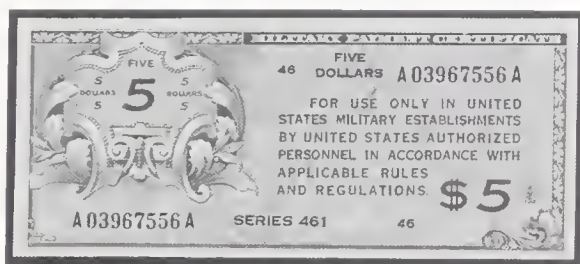 MILITARY PAYMENT CERTIFICATE
FIVE
5 5
DOLLARS 5 DOLLARS
5 5
A03967556A
46 FIVE DOLLARS A03967556A
FOR USE ONLY IN UNITED
STATES MILITARY ESTABLISHMENTS
BY UNITED STATES AUTHORIZED
PERSONNEL IN ACCORDANCE WITH
APPLICABLE RULES
AND REGULATIONS. $5
SERIES 461 46